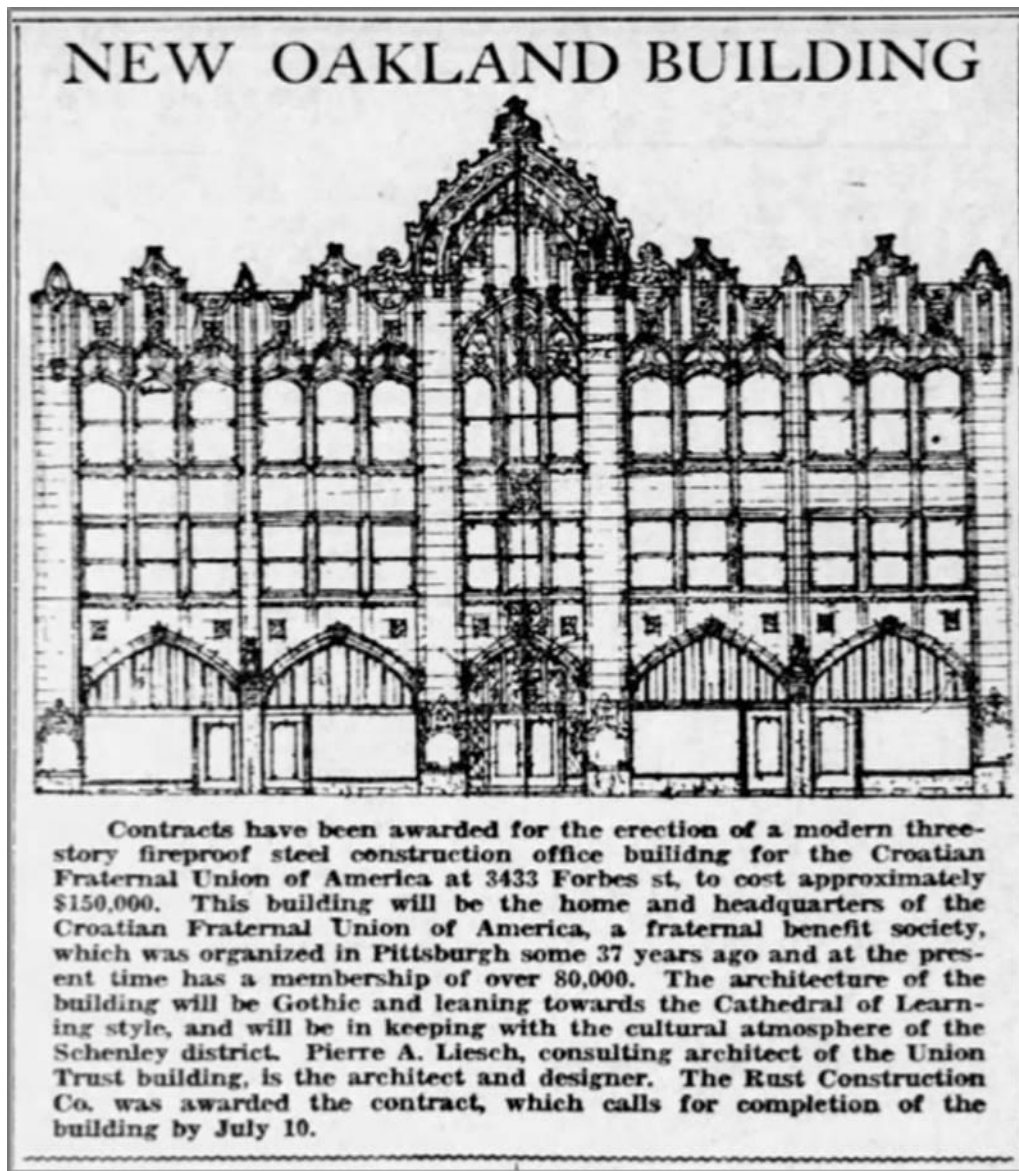 NEW OAKLAND BUILDING
Contracts have been awarded for the erection of a modern three-
story fireproof steel construction office builidng for the Croatian
Fraternal Union of America at 3433 Forbes st, to cost approximately
$150,000. This building will be the home and headquarters of the
Croatian Fraternal Union of America, a fraternal benefit society,
which was organized in Pittsburgh some 37 years ago and at the pres-
ent time has a membership of over 80,000. The architecture of the
building will be Gothic and leaning towards the Cathedral of Learn-
ing style, and will be in keeping with the cultural atmosphere of the
Schenley district. Pierre A. Liesch, consulting architect of the Union
Trust building, is the architect and designer. The Rust Construction
Co. was awarded the contract, which calls for completion of the
building by July 10.